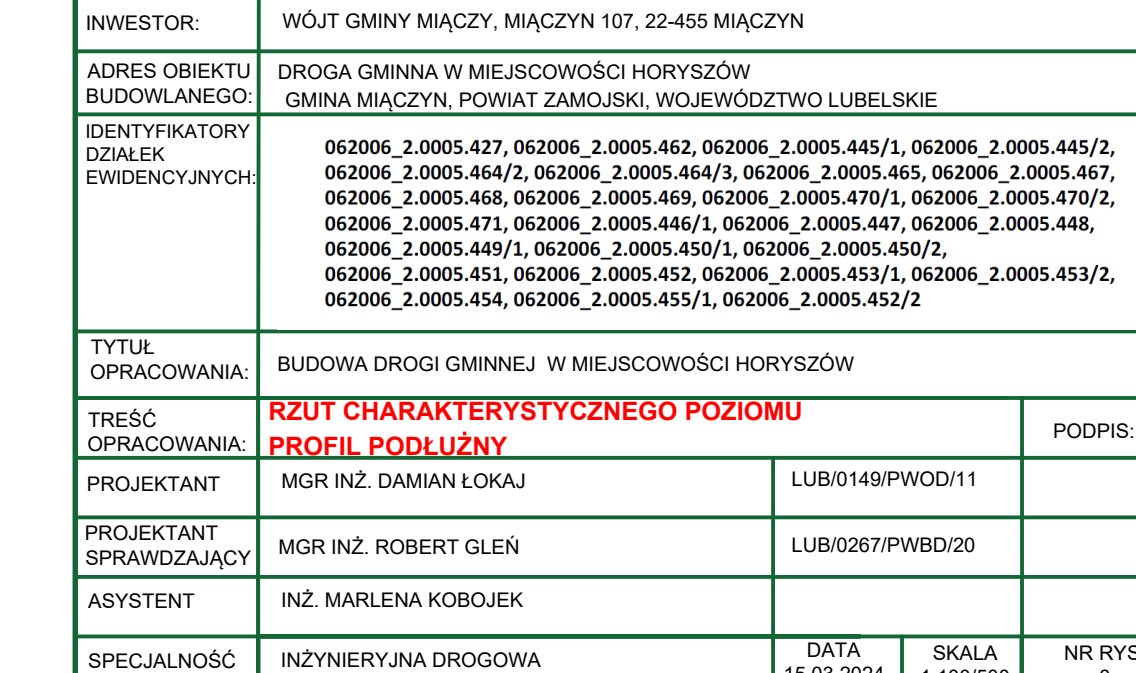 INWESTOR: WÓJT GMINY MIĄCZY, MIĄCZYN 107, 22-455 MIĄCZYN
ADRES OBIEKTU BUDOWLANEGO:
DROGA GMINNA W MIEJSCOWOŚCI HORYSZÓW
GMINA MIĄCZYN, POWIAT ZAMOJSKI, WOJEWÓDZTWO LUBELSKIE
IDENTYFIKATORY
DZIAŁEK
EWIDENCYJNYCH:
062006_2.0005.427, 062006_2.0005.462, 062006_2.0005.445/1, 062006_2.0005.445/2,
062006_2.0005.464/2, 062006_2.0005.464/3, 062006_2.0005.465, 062006_2.0005.467,
062006_2.0005.468, 062006_2.0005.469, 062006_2.0005.470/1, 062006_2.0005.470/2,
062006_2.0005.471, 062006_2.0005.446/1, 062006_2.0005.447, 062006_2.0005.448,
062006_2.0005.449/1, 062006_2.0005.450/1, 062006_2.0005.450/2,
062006_2.0005.451, 062006_2.0005.452, 062006_2.0005.453/1, 062006_2.0005.453/2,
062006_2.0005.454, 062006_2.0005.455/1, 062006_2.0005.452/2
TYTUŁ
OPRACOWANIA:
BUDOWA DROGI GMINNEJ W MIEJSCOWOŚCI HORYSZÓW
TREŚĆ
OPRACOWANIA:
RZUT CHARAKTERYSTYCZNEGO POZIOMU
PROFIL PODŁUŻNY
PODPIS:
PROJEKTANT MGR INŻ. DAMIAN ŁOKAJ LUB/0149/PWOD/11
PROJEKTANT
SPRAWDZAJĄCY
MGR INŻ. ROBERT GLEŃ LUB/0267/PWBD/20
ASYSTENT INŻ. MARLENA KOBOJEK
SPECJALNOŚĆ INŻYNIERYJNA DROGOWA
DATA SKALA NR RYS
15.03.2024